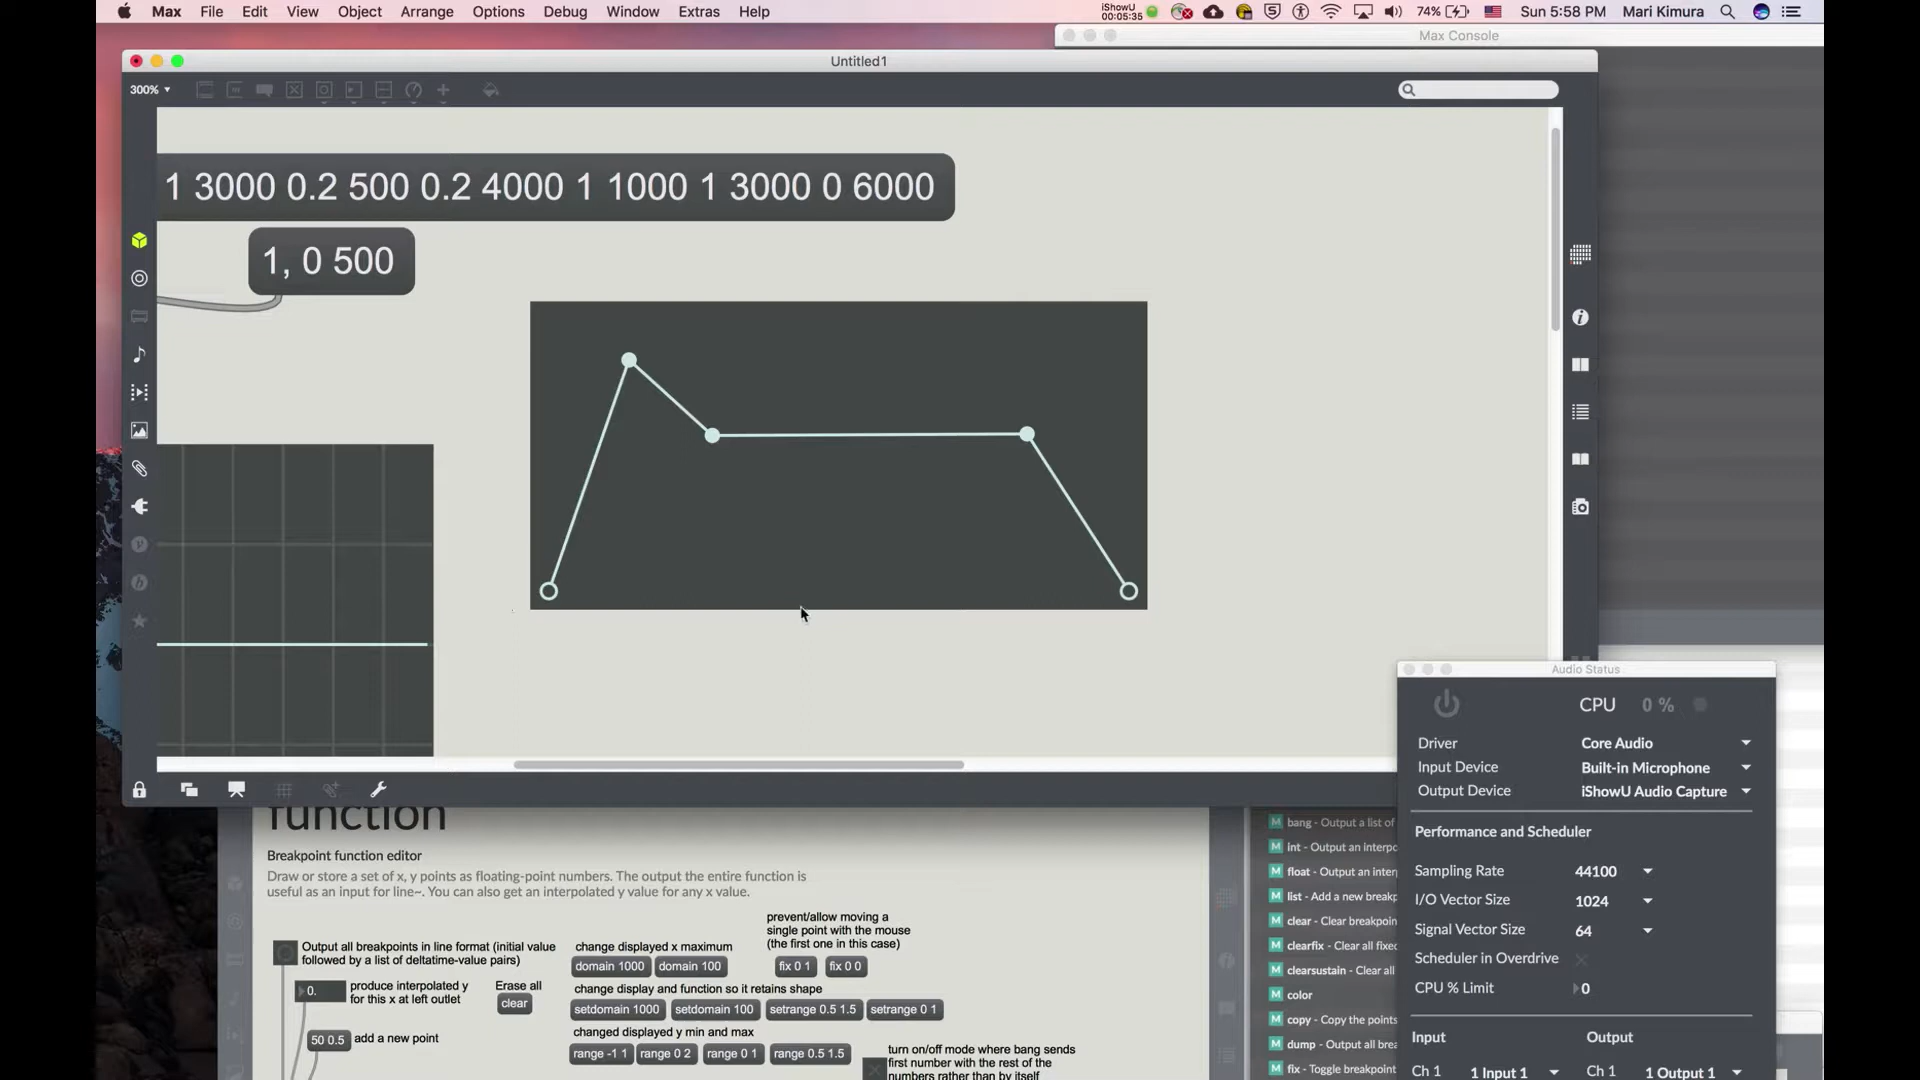 Max File Edit View Object Arrange Options Debug Window Extras Help
iShowU
00:05:35
74%
Sun 5:58 PM Mari Kimura
Max Console
Untitled1
300%
1 3000 0.2 500 0.2 4000 1 1000 1 3000 0 6000
1, 0 500
Audio Status
CPU 0 %
Driver Core Audio
Input Device Built-in Microphone
Output Device iShowU Audio Capture
Performance and Scheduler
Sampling Rate 44100
I/O Vector Size 1024
Signal Vector Size 64
Scheduler in Overdrive
CPU % Limit 0
Input Output
Ch 1 1 Input 1 Ch 1 1 Output 1
function
Breakpoint function editor
Draw or store a set of x, y points as floating-point numbers. The output the entire function is
useful as an input for line~. You can also get an interpolated y value for any x value.
Output all breakpoints in line format (initial value
followed by a list of deltatime-value pairs)
0.
produce interpolated y
for this x at left outlet
Erase all
clear
50 0.5 add a new point
change displayed x maximum
domain 1000 domain 100
prevent/allow moving a
single point with the mouse
(the first one in this case)
fix 0 1 fix 0 0
change display and function so it retains shape
setdomain 1000 setdomain 100 setrange 0.5 1.5 setrange 0 1
changed displayed y min and max
range -1 1 range 0 2 range 0 1 range 0.5 1.5
turn on/off mode where bang sends
first number with the rest of the
numbers rather than by itself
M bang - Output a list of
M int - Output an interpo
M float - Output an inter
M list - Add a new breakp
M clear - Clear breakpoin
M clearfix - Clear all fixed
M clearsustain - Clear all
M color
M copy - Copy the points
M dump - Output all brea
M fix - Toggle breakpoint